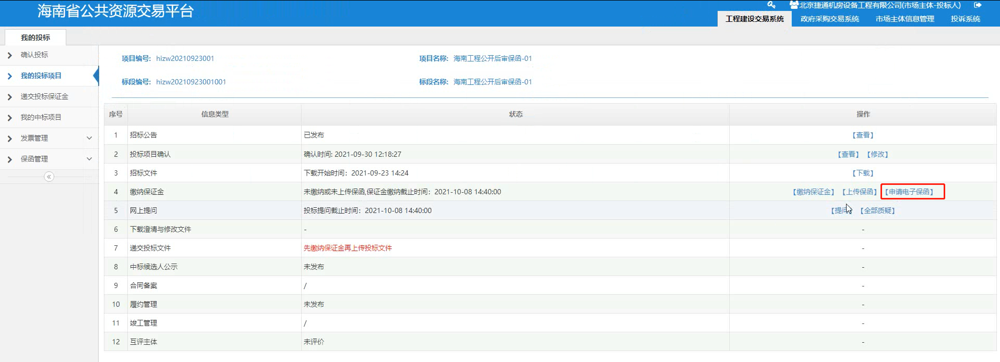 海南省公共资源交易平台
北京捷通机房设备工程有限公司(市场主体-投标人)
工程建设交易系统 政府采购交易系统 市场主体信息管理 投诉系统
我的投标
确认投标
我的投标项目
递交投标保证金
我的中标项目
发票管理
保函管理
项目编号: hizw20210923001 项目名称: 海南工程公开后审保函-01
标段编号: hizw20210923001001 标段名称: 海南工程公开后审保函-01
序号 信息类型 状态 操作
1 招标公告 已发布 【查看】
2 投标项目确认 确认时间: 2021-09-30 12:18:27 【查看】 【修改】
3 招标文件 下载开始时间：2021-09-23 14:24 【下载】
4 缴纳保证金 未缴纳或未上传保函,保证金缴纳截止时间：2021-10-08 14:40:00 【缴纳保证金】 【上传保函】 【申请电子保函】
5 网上提问 投标提问截止时间：2021-10-08 14:40:00 【提问】 【全部质疑】
6 下载澄清与修改文件 - -
7 递交投标文件 先缴纳保证金再上传投标文件 -
8 中标候选人公示 未发布 -
9 合同备案 / -
10 履约管理 未发布 -
11 竣工管理 / -
12 互评主体 未评价 -